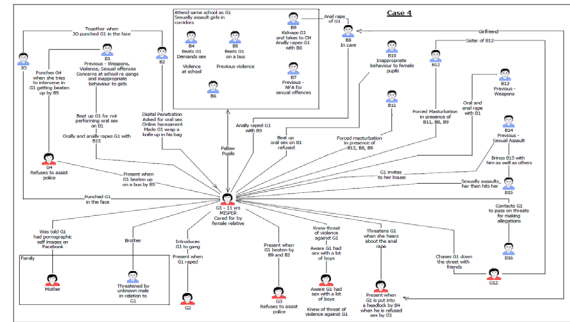 Case 4
Together when
JO punched G1 in the face
JO
Punches G4
when she tries
to intervene in
G1 getting beaten
up by B5
B1
Previous - Weapons,
Violence, Sexual offences
Concerns at school re gangs
and inappropriate
behaviour to girls
B2
Beat up G1 for not
performing oral sex
on B1
Orally and anally rapes G1 with
B13
Digital Penetration
Asked for oral sex
Online harassment
Made G1 wrap a
knife up in his bag
G4
Refuses to assist
police
Present when
G1 beaten up
on a bus by B5
Punched G1
in the face
Attend same school as G1
Sexually assault girls in
corridors
B4
Beats G1
Demands sex
Violence
at school
B5
Beats G1
on a bus
Previous violence
B6
B9
Kidnaps G1
and takes to CN
Anally rapes G1
with B8
B7
Previous -
NFA for
sexual offences
Fellow
Pupils
Anal rape
of G1
B8
In care
Anally raped G1
with B9
Beat up
oral sex on B1
refused
B10
Inappropriate
behaviour to female
pupils
B11
Forced masturbation
in presence of
B12, B8, B9
Girlfriend
Sister of B12
B12
Forced Masturbation
in presence of
B11, B8, B9
Oral and
anal rape
with B1
B13
Previous -
Weapons
B14
Previous -
Sexual Assault
Brings B15 with
him as well as others
B15
G1 invites
to her house
Sexually assaults
her then hits her
Contacts G1
to pass on threats
for making
allegations
B16
G1 - 11 yrs
MISPER
Cared for by
female relative
Was told G1
had pornographic
self images on
Facebook
Family
Mother
Brother
Threatened by
unknown male
in relation to
G1
Introduces
G1 to gang
Present
when G1 raped
G2
Present when
G1 beaten by
B9 and B2
G3
Refuses to assist
police
Knew threat of
violence against G1
Aware G1 had
sex with a lot
of boys
Aware G1 had
sex with a lot of
boys
Knew of threat of
violence against G1
Threatens G1
when she heard
about the anal
rape
Present when
G1 is put into
a headlock by B4
when he is refused
sex by G1
Chases G1 down
the street with
friends
G12